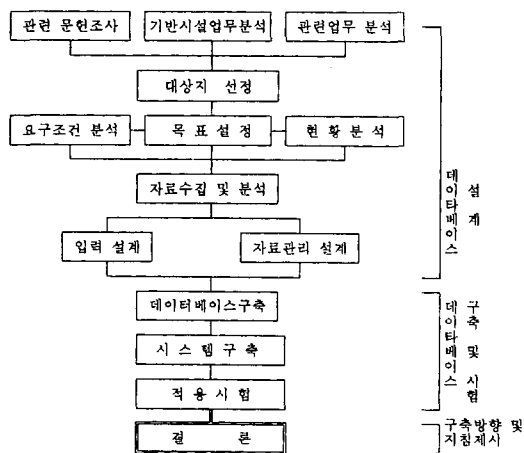 관련 문헌조사
기반시설업무분석
관련업무 분석
대상지 선정
요구조건 분석
목표설정
현황분석
자료수집 및 분석
입력 설계
자료관리 설계
데이타베이스 설계
데이터베이스구축
시스템구축
적용시험
데이타베이스 구축 및 시험
결론
구축방향 및
지침제시